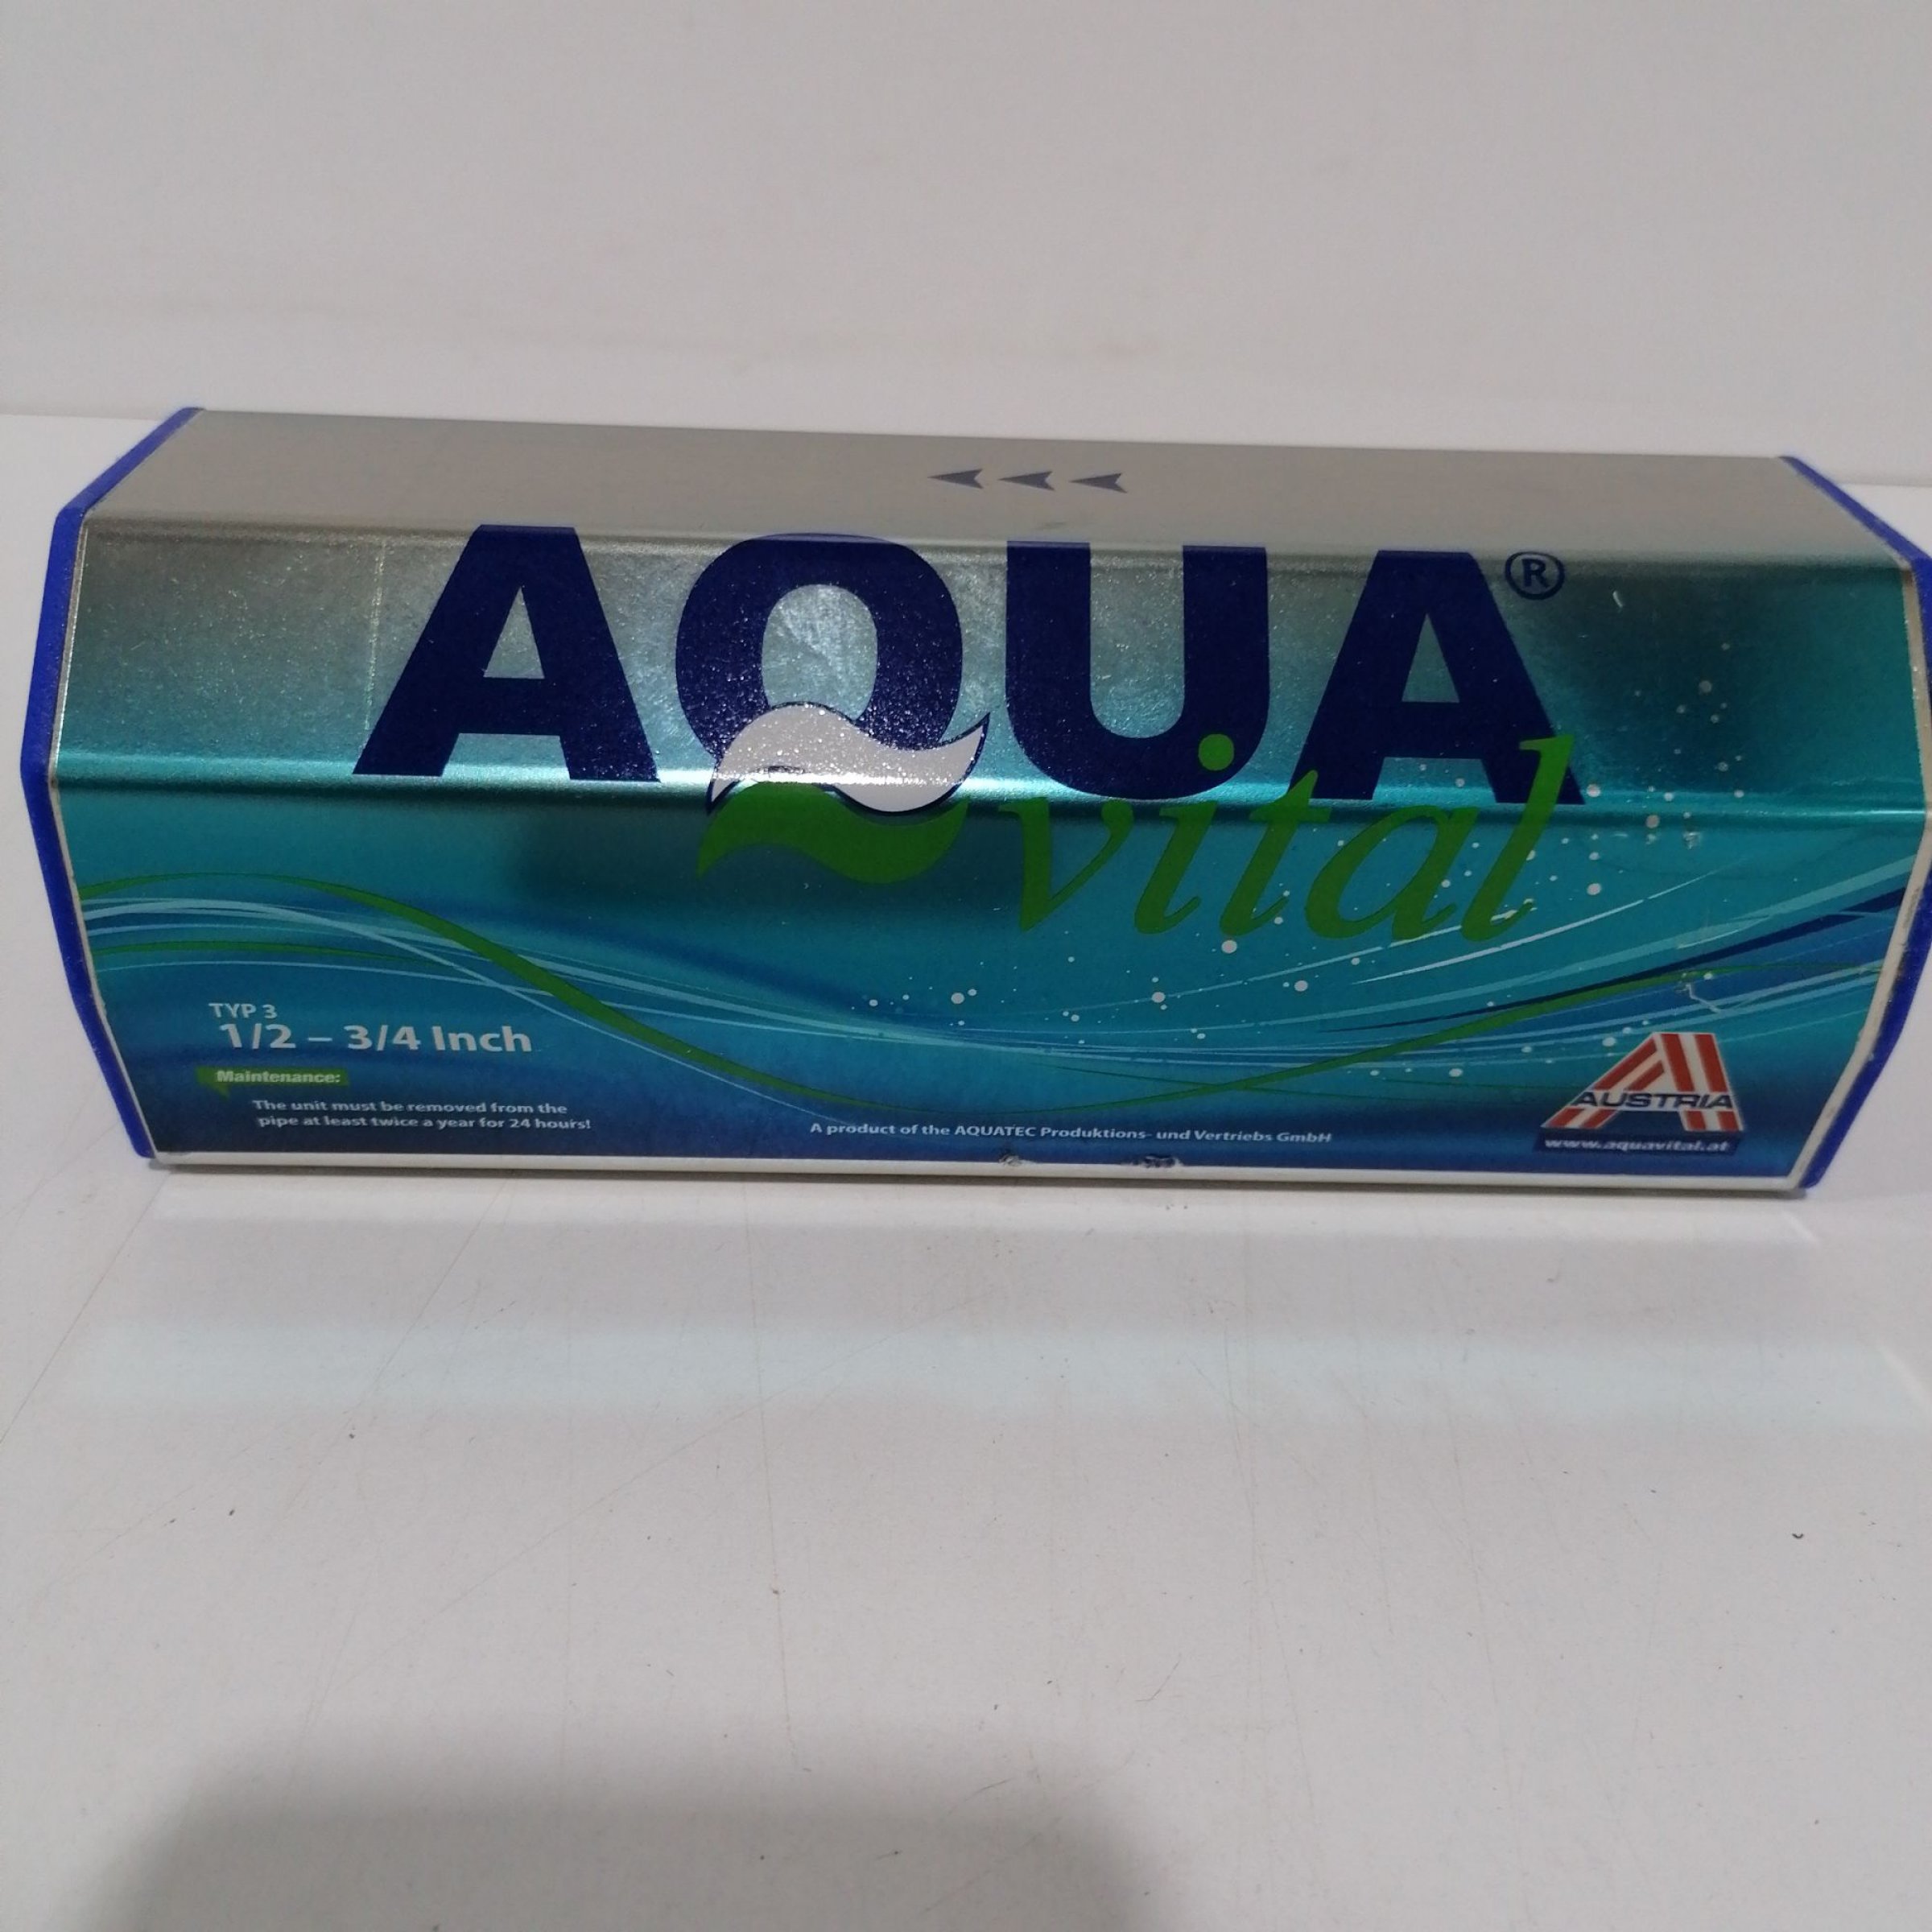 AQUA®
vital
TYP 3
1/2 – 3/4 Inch
Maintenance:
The unit must be removed from the
pipe at least twice a year for 24 hours!
A product of the AQUATEC Produktions- und Vertriebs GmbH
A
AUSTRIA
www.aquavital.at